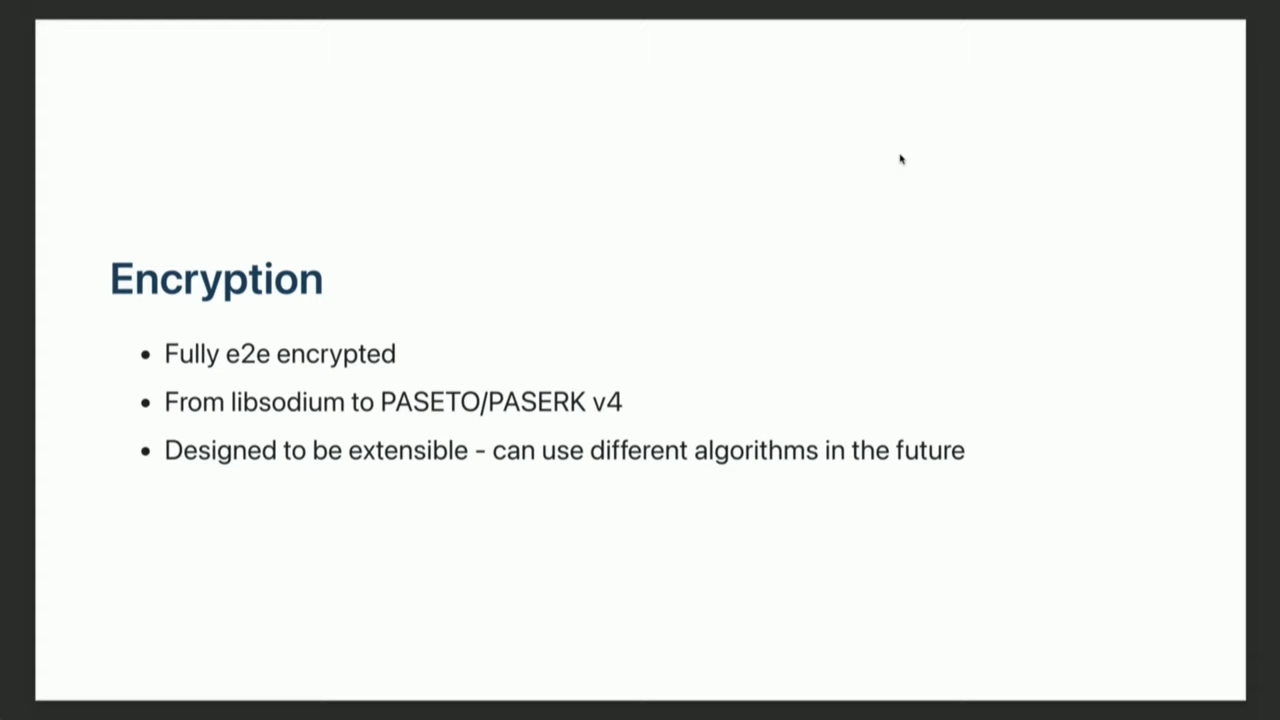 Encryption
• Fully e2e encrypted
• From libsodium to PASETO/PASERK v4
• Designed to be extensible - can use different algorithms in the future